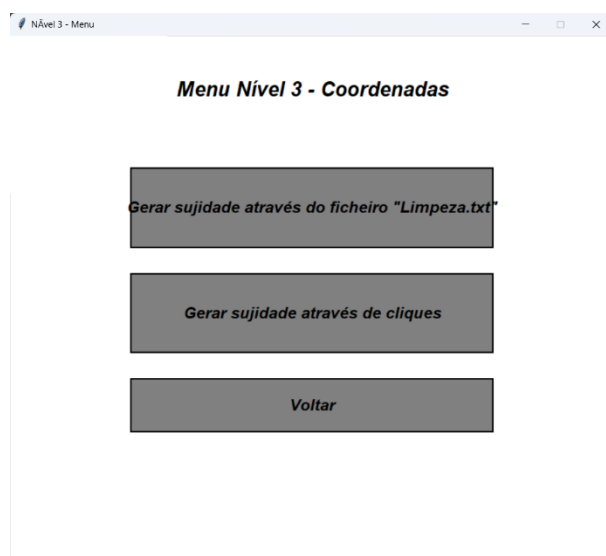 NÃvel 3 - Menu
Menu Nível 3 - Coordenadas
Gerar sujidade através do ficheiro "Limpeza.txt"
Gerar sujidade através de cliques
Voltar